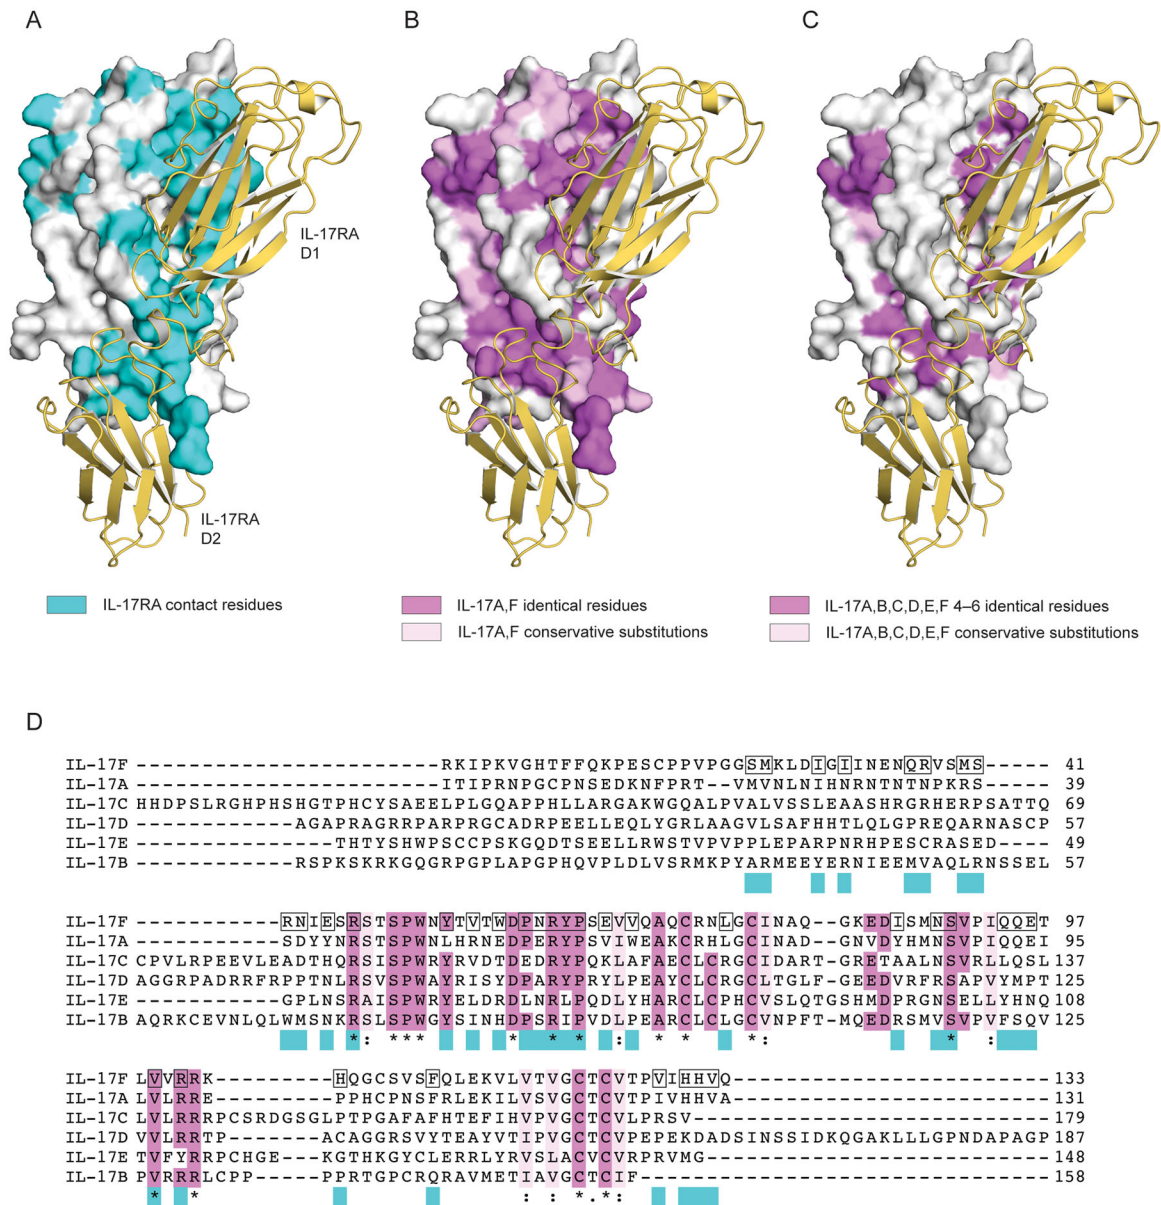 A
B
C
IL-17RA
D1
IL-17RA
D2
IL-17RA contact residues
IL-17A,F identical residues
IL-17A,F conservative substitutions
IL-17A,B,C,D,E,F 4–6 identical residues
IL-17A,B,C,D,E,F conservative substitutions
D
IL-17F -----------------------RKIPKVGHTFFQKPESCPPVPGGSMKLDIGIINENQRVSMS----- 41
IL-17A -----------------------ITIPRNPGCPNSEDKNFPR--TVMVNLNIHNRNTNTNPKRS----- 39
IL-17C HHDPSLRGHPHSHGTPHCYSAEELPLGQAPPHLLARGAKWGQALPVALVSSLEAASHRGRHERPSATTQ 69
IL-17D ------------AGAPRAGRRPARPRGCADRPEELLEQLYGRLAAGVLSAFHHTLQLGPREQARNASCP 57
IL-17E ---------------THTYSHWPSCCPSKGQDTSEELLRWSTVPVPPLEPARPNRHPESCRASED---- 49
IL-17B ------------RSPKSKRKGQGRPGPLAPGPHQVPLDLVSRMKPYARMEEYERNIEEMVAQLRNSSEL 57
IL-17F -----------RNIESRSTSPWNYTVTWDPNRYPSEVVQAQCRNLGCINAQ--GKEDISMNSVPIQQET 97
IL-17A -----------SDYYNRSTSPWNLHRNEDPERYPSVIWEAKCRHLGCINAD--GNVDYHMNSVPIQQEI 95
IL-17C CPVLRPEEVLEADTHQRSISPWRYRVDTDEDRYPQKLAFAECLCRGCIDART-GRETAALNSVRLLQSL 137
IL-17D AGGRPADRRFRPPTNLRSVSPWAYRISYDPARYPRYLPEAYCLCRGCLTGLF-GEEDVRFRSAPVYMPT 125
IL-17E -----------GPLNSRAISPWRYELDRDLNRLPQDLYHARCLCPHCVSLQTGSHMDPRGNSELLYHNQ 108
IL-17B AQRKCEVNLQLWMSNKRSLSPWGYSINHDPSRIPVDLPEARCLCLGCVNPFT-MQEDRSMVSVPVFSQV 125
*: *** * * * * : * :
IL-17F LVVRRK---------HQGCSVSFQLEKVLVTVGCTCVTPVIHHVQ------------------------ 133
IL-17A LVLRRE---------PPHCPNSFRLEKILVSVGCTCVTPIVHHVA------------------------ 131
IL-17C LVLRRRPCSRDGSGLPTPGAFAFHTEFIHVPVGCTCVLPRSV--------------------------- 179
IL-17D VVLRRTP--------ACAGGRSVYTEAYVTIPVGCTCVPEPEKDADSINSSIDKQGAKLLLGPNDAPAGP 187
IL-17E TVFYRRPCHGE----KGTHKGYCLERRLYRVSLACVCVRPRVMG------------------------- 148
IL-17B PVRRRLCPP------PPRTGPCRQRAVMETIAVGCTCIF------------------------------ 158
* * : : *.* :